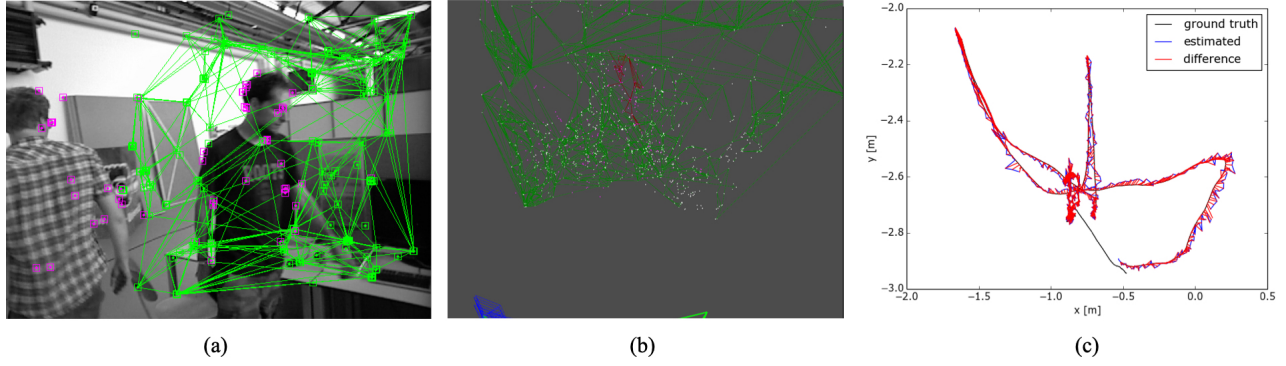 ground truth
estimated
difference
−2.0
−2.2
−2.4
−2.6
−2.8
−3.0
y [m]
−2.0
−1.5
−1.0
−0.5
0.0
0.5
x [m]
(a)
(b)
(c)